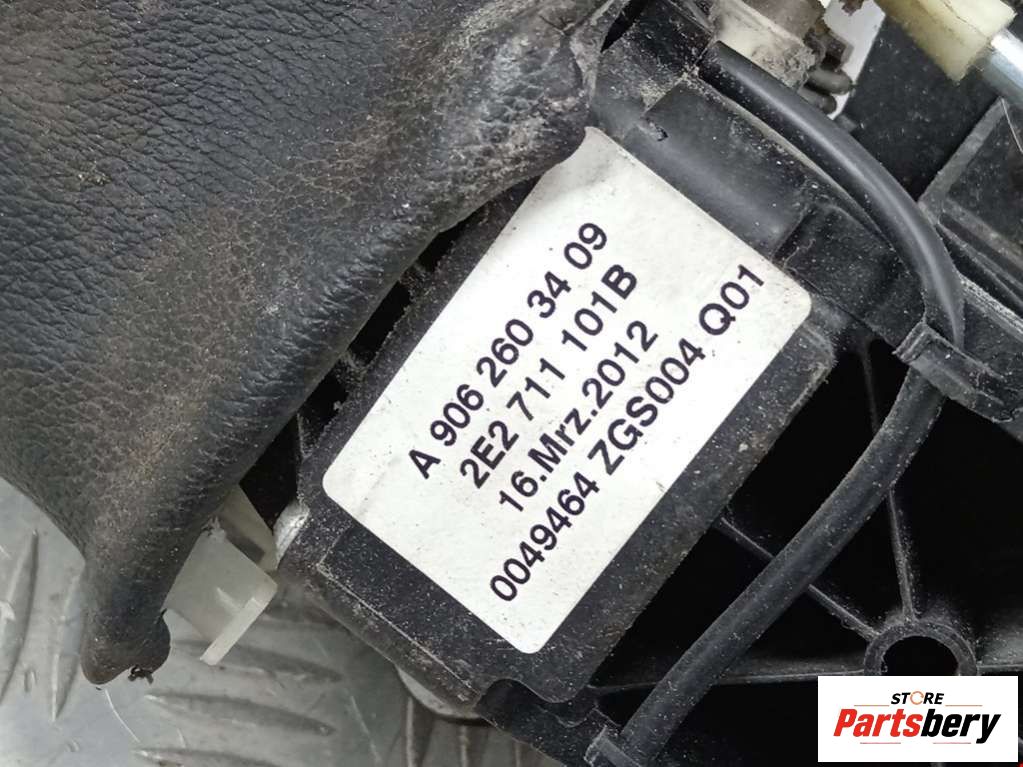 A 906 260 34 09
2E2 711 101B
16.Mrz.2012
0049464 ZGS004 Q01
STORE
Partsbery